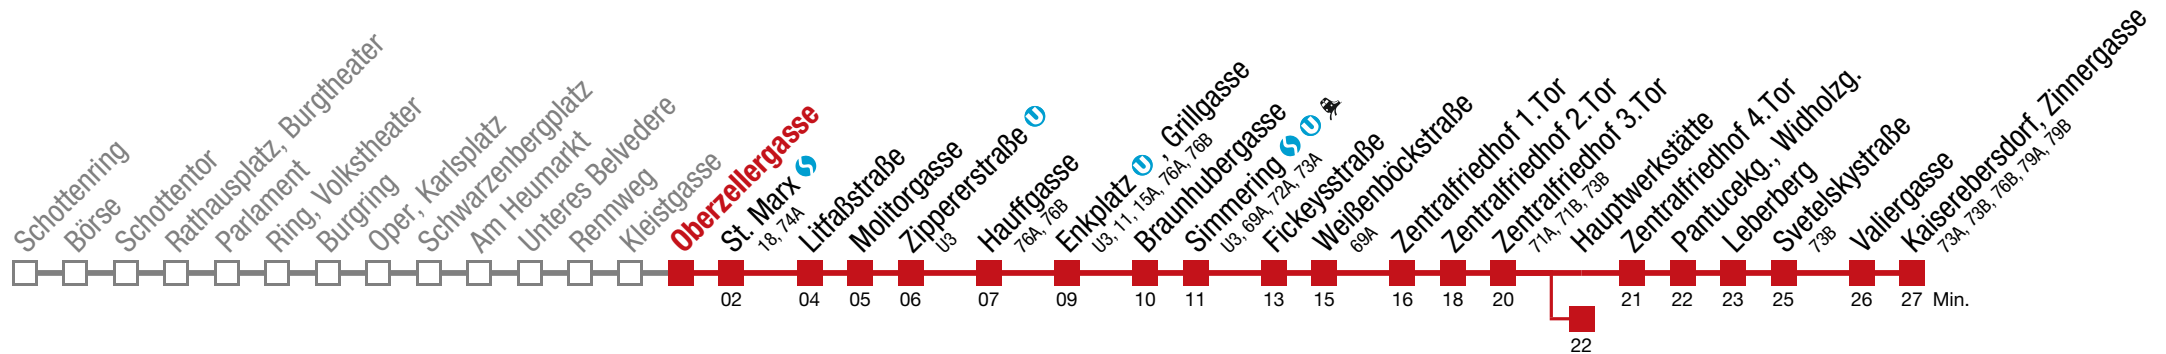 Schottenring
Börse
Schottentor
Rathausplatz, Burgtheater
Parlament
Ring, Volkstheater
Burgring
Oper, Karlsplatz
Schwarzenbergplatz
Am Heumarkt
Unteres Belvedere
Rennweg
Kleistgasse
Oberzellergasse
St. Marx S
18, 74A
Litfaßstraße
Molitorgasse
Zippererstraße U
U3
Hauffgasse
76A, 76B
Enkplatz U , Grillgasse
U3, 11, 15A, 76A, 76B
Braunhubergasse
Simmering S U
U3, 69A, 72A, 73A
Fickeysstraße
Weißenböckstraße
69A
Zentralfriedhof 1.Tor
Zentralfriedhof 2.Tor
Zentralfriedhof 3.Tor
71A, 71B, 73B
Hauptwerkstätte
Zentralfriedhof 4.Tor
Pantucekg., Widholzg.
Leberberg
Svetelskystraße
73B
Valiergasse
Kaiserebersdorf, Zinnergasse
73A, 73B, 76B, 79A, 79B
02 04 05 06 07 09 10 11 13 15 16 18 20 21 22 23 25 26 27 Min.
22